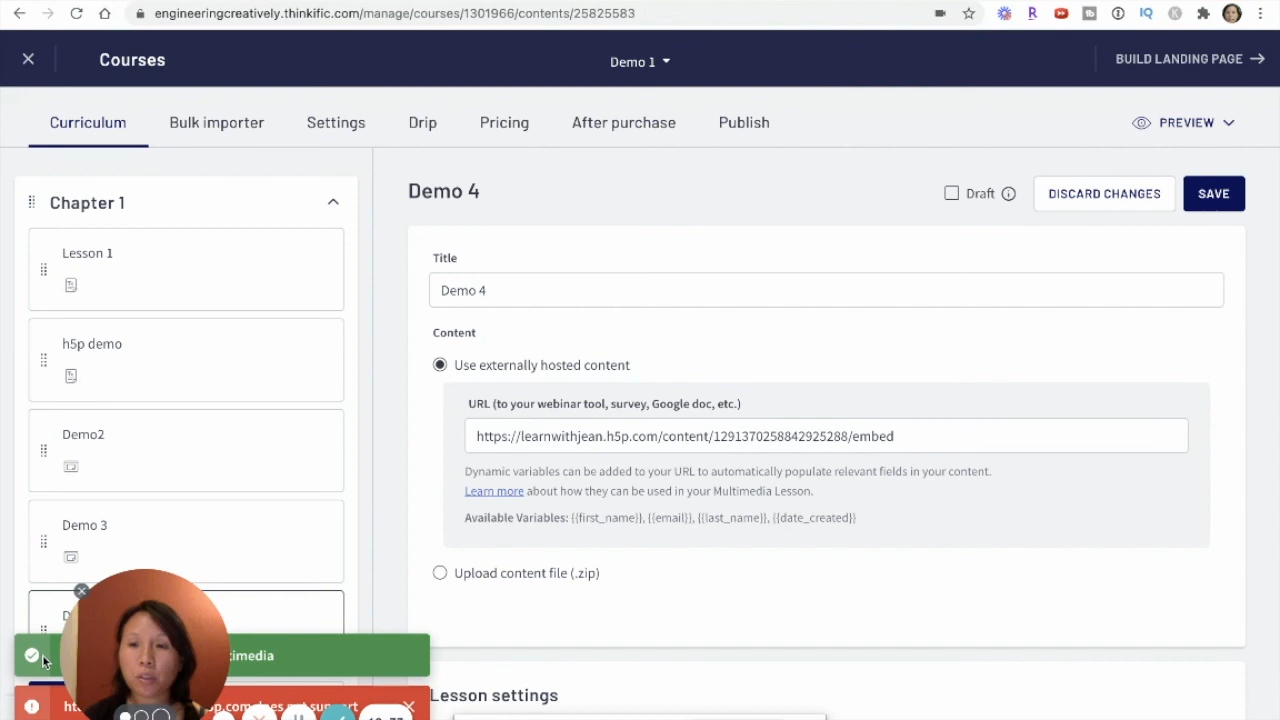 engineeringcreatively.thinkific.com/manage/courses/1301966/contents/25825583
Courses
Demo 1
BUILD LANDING PAGE
Curriculum
Bulk importer
Settings
Drip
Pricing
After purchase
Publish
PREVIEW
Chapter 1
Lesson 1
h5p demo
Demo2
Demo 3
Demo 4
Draft
DISCARD CHANGES
SAVE
Title
Demo 4
Content
Use externally hosted content
URL (to your webinar tool, survey, Google doc, etc.)
https://learnwithjean.h5p.com/content/1291370258842925288/embed
Dynamic variables can be added to your URL to automatically populate relevant fields in your content.
Learn more about how they can be used in your Multimedia Lesson.
Available Variables: {{first_name}}, {{email}}, {{last_name}}, {{date_created}}
Upload content file (.zip)
Lesson settings
does not support